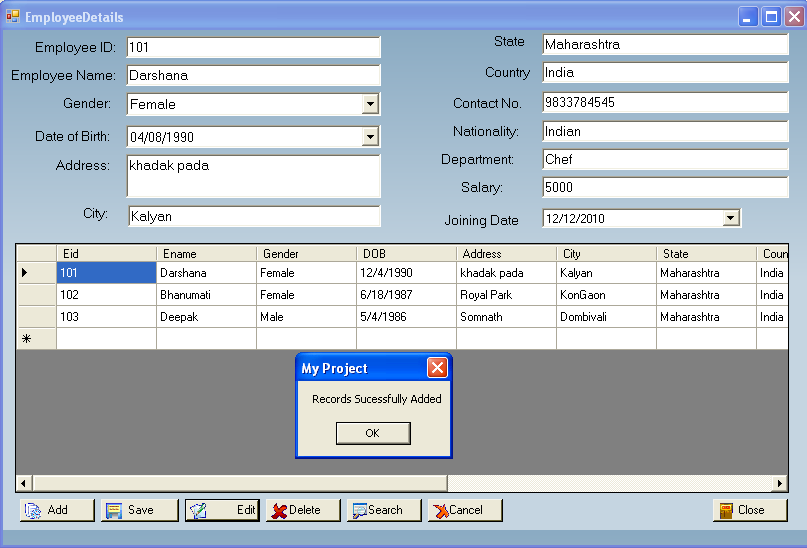 EmployeeDetails
Employee ID: 101
Employee Name: Darshana
Gender: Female
Date of Birth: 04/08/1990
Address: khadak pada
City: Kalyan
State Maharashtra
Country India
Contact No. 9833784545
Nationality: Indian
Department: Chef
Salary: 5000
Joining Date 12/12/2010
Eid Ename Gender DOB Address City State Coun
101 Darshana Female 12/4/1990 khadak pada Kalyan Maharashtra India
102 Bhanumati Female 6/18/1987 Royal Park KonGaon Maharashtra India
103 Deepak Male 5/4/1986 Somnath Dombivali Maharashtra India
My Project
Records Sucessfully Added
OK
Add Save Edit Delete Search Cancel Close